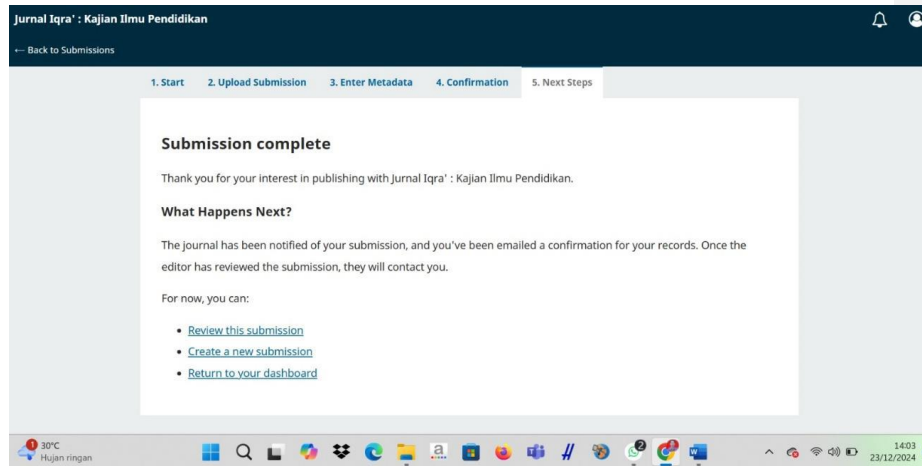 Jurnal Iqra' : Kajian Ilmu Pendidikan
← Back to Submissions
1. Start 2. Upload Submission 3. Enter Metadata 4. Confirmation 5. Next Steps
Submission complete
Thank you for your interest in publishing with Jurnal Iqra' : Kajian Ilmu Pendidikan.
What Happens Next?
The journal has been notified of your submission, and you've been emailed a confirmation for your records. Once the
editor has reviewed the submission, they will contact you.
For now, you can:
• Review this submission
• Create a new submission
• Return to your dashboard
1 30°C
Hujan ringan
a
2
14:03
23/12/2024